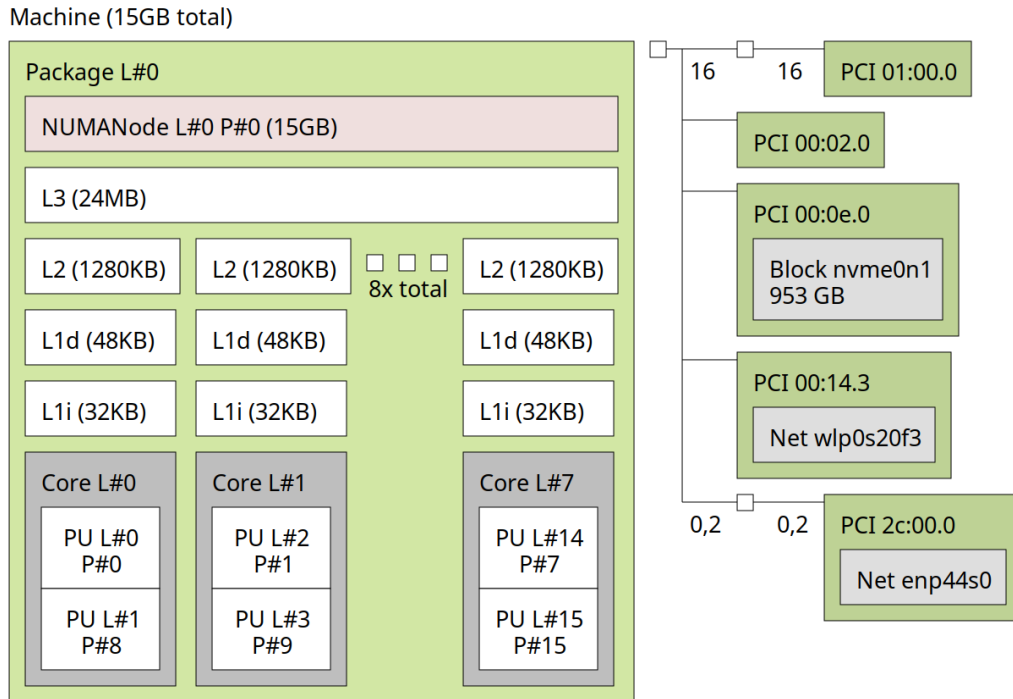 Machine (15GB total)
Package L#0
NUMANode L#0 P#0 (15GB)
L3 (24MB)
L2 (1280KB)
L2 (1280KB)
8x total
L2 (1280KB)
L1d (48KB)
L1d (48KB)
L1d (48KB)
L1i (32KB)
L1i (32KB)
L1i (32KB)
Core L#0
PU L#0
P#0
PU L#1
P#8
Core L#1
PU L#2
P#1
PU L#3
P#9
Core L#7
PU L#14
P#7
PU L#15
P#15
16
16
PCI 01:00.0
PCI 00:02.0
PCI 00:0e.0
Block nvme0n1
953 GB
PCI 00:14.3
Net wlp0s20f3
0,2
0,2
PCI 2c:00.0
Net enp44s0